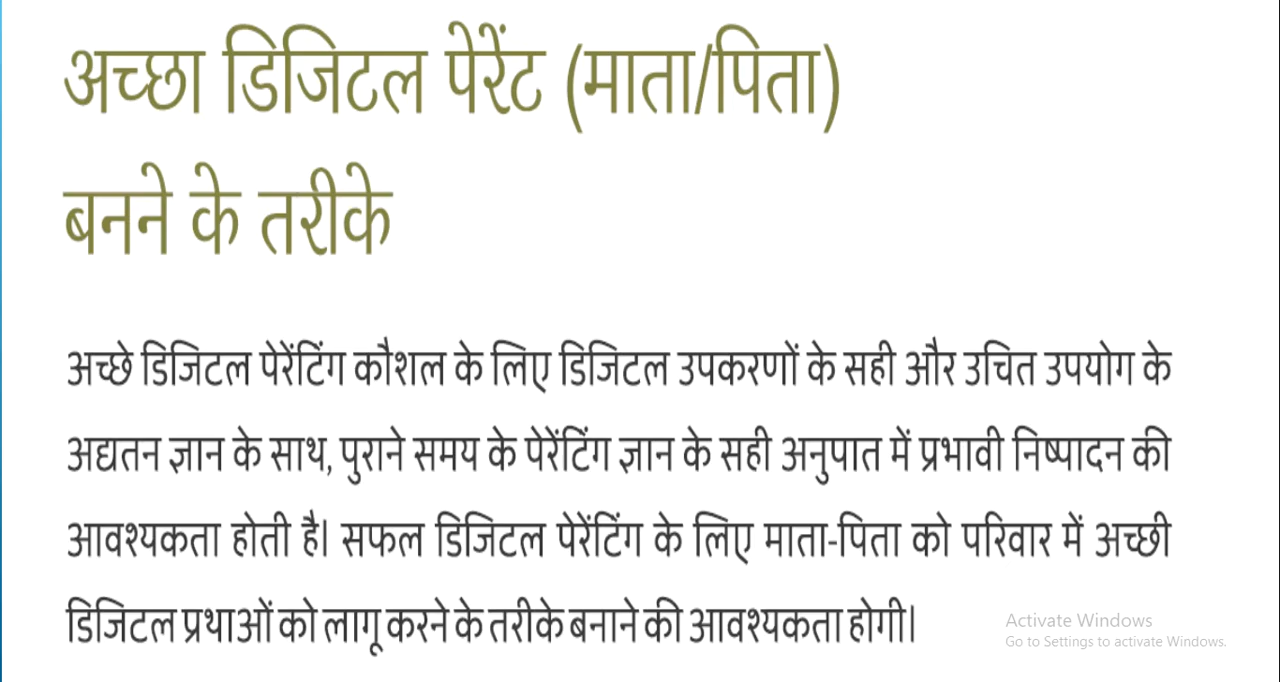 अच्छा डिजिटल पेरेंट (माता/पिता)
बनने के तरीके
अच्छे डिजिटल पेरेंटिंग कौशल के लिए डिजिटल उपकरणों के सही और उचित उपयोग के
अद्यतन ज्ञान के साथ, पुराने समय के पेरेंटिंग ज्ञान के सही अनुपात में प्रभावी निष्पादन की
आवश्यकता होती है। सफल डिजिटल पेरेंटिंग के लिए माता-पिता को परिवार में अच्छी
डिजिटल प्रथाओं को लागू करने के तरीके बनाने की आवश्यकता होगी।
Activate Windows
Go to Settings to activate Windows.